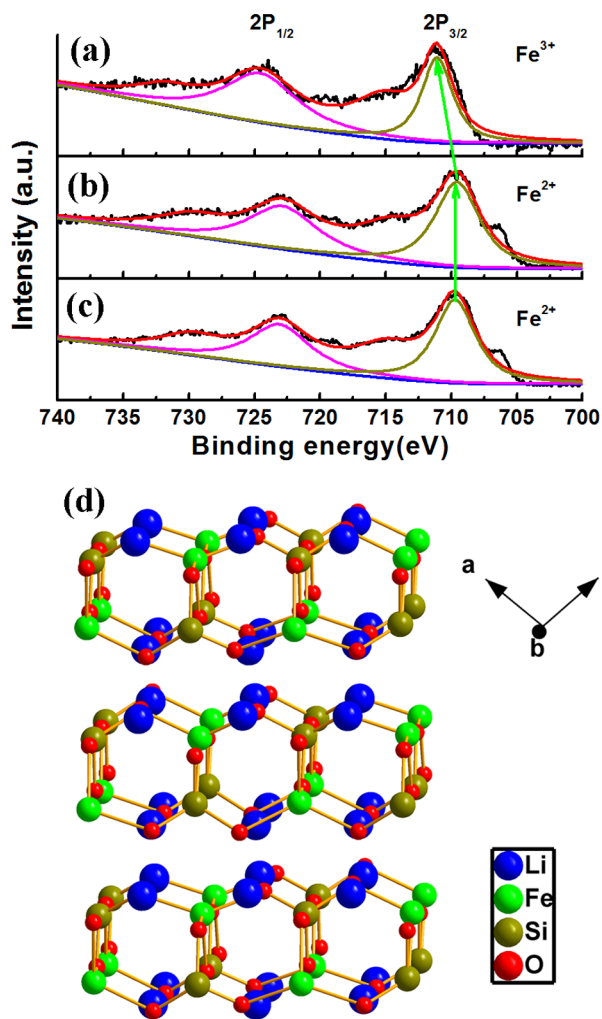 2P1/2 2P3/2
(a) Fe3+
(b) Fe2+
(c) Fe2+
Intensity (a.u.)
740 735 730 725 720 715 710 705 700
Binding energy(eV)
(d)
a
b
Li
Fe
Si
O